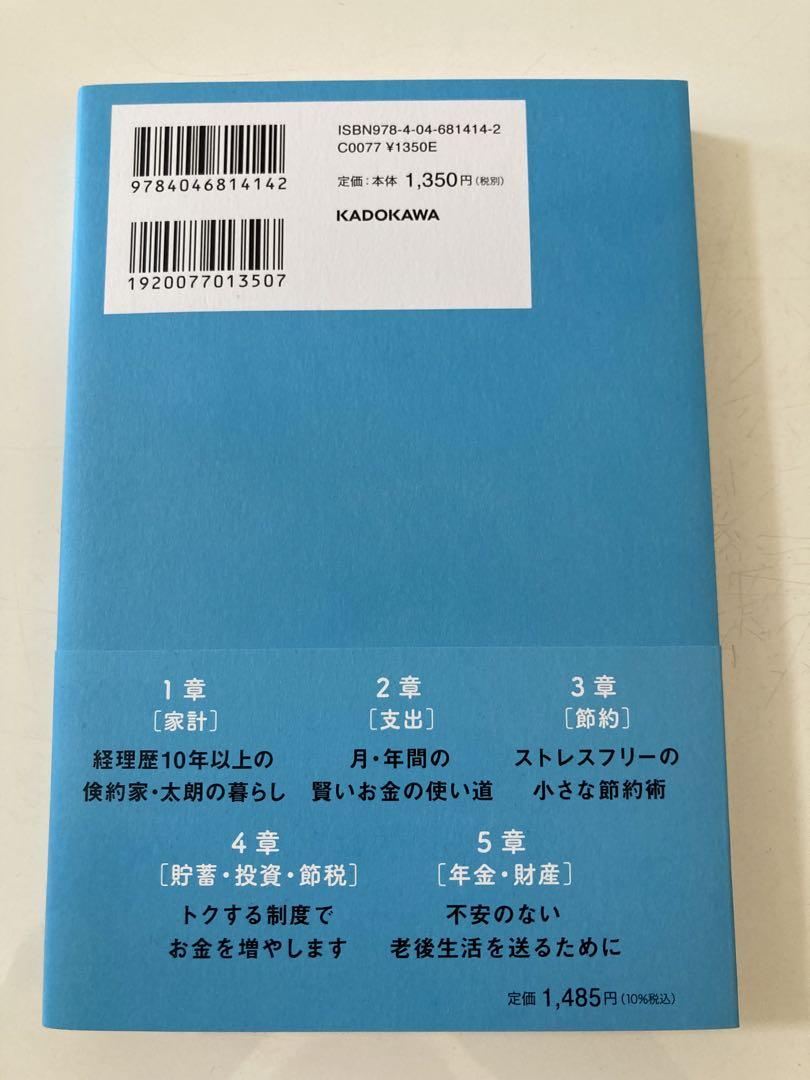 ISBN978-4-04-681414-2
C0077 ¥1350E
定価：本体 1,350円（税別）
KADOKAWA
9784046814142
1920077013507
1章
［家計］
経理歴10年以上の
倹約家・太朗の暮らし
2章
［支出］
月・年間の
賢いお金の使い道
3章
［節約］
ストレスフリーの
小さな節約術
4章
［貯蓄・投資・節税］
トクする制度で
お金を増やします
5章
［年金・財産］
不安のない
老後生活を送るために
定価 1,485円（10%税込）